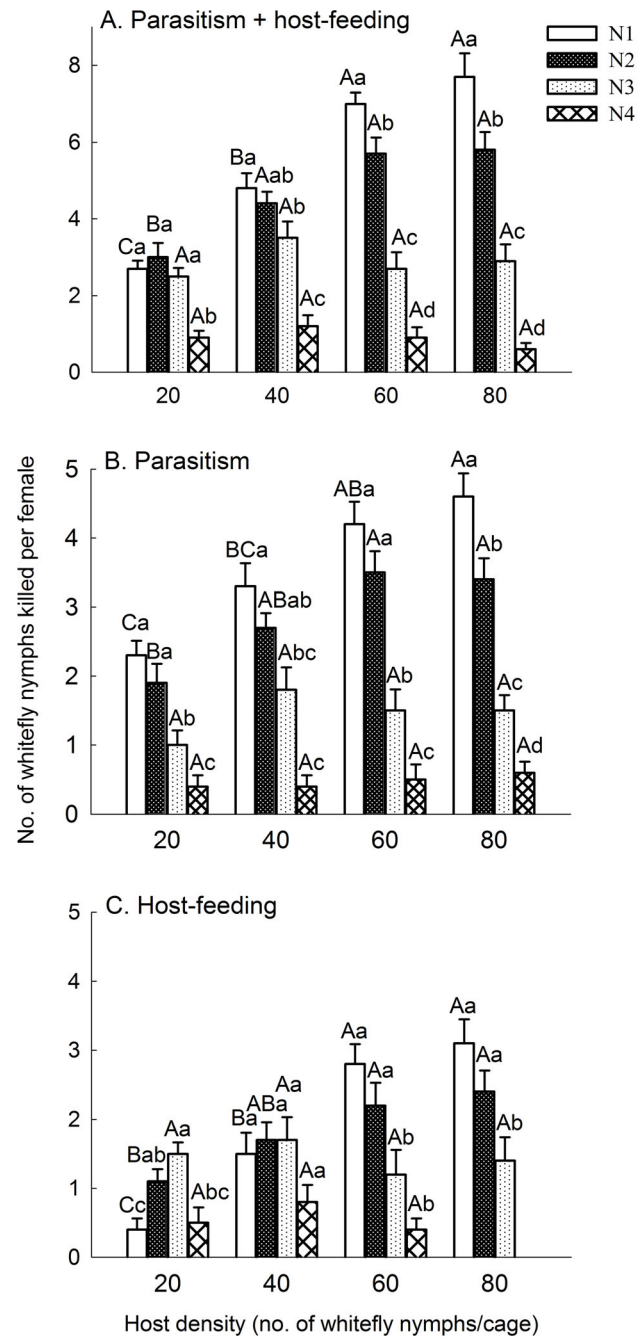 A. Parasitism + host-feeding
N1
N2
N3
N4
8
6
4
2
0
Ca Ba Aa Ab
Ba Aab Ab Ac
Aa Ab Ac Ad
Aa Ab Ac Ad
20 40 60 80
No. of whitefly nymphs killed per female
B. Parasitism
5
4
3
2
1
0
Ca Ba Ab Ac
BCa ABab Abc Ac
ABa Aa Ab Ac
Aa Ab Ac Ad
20 40 60 80
C. Host-feeding
5
4
3
2
1
0
Cc Bab Aa Abc
Ba ABa Aa Aa
Aa Aa Ab Ab
Aa Aa Ab
20 40 60 80
Host density (no. of whitefly nymphs/cage)